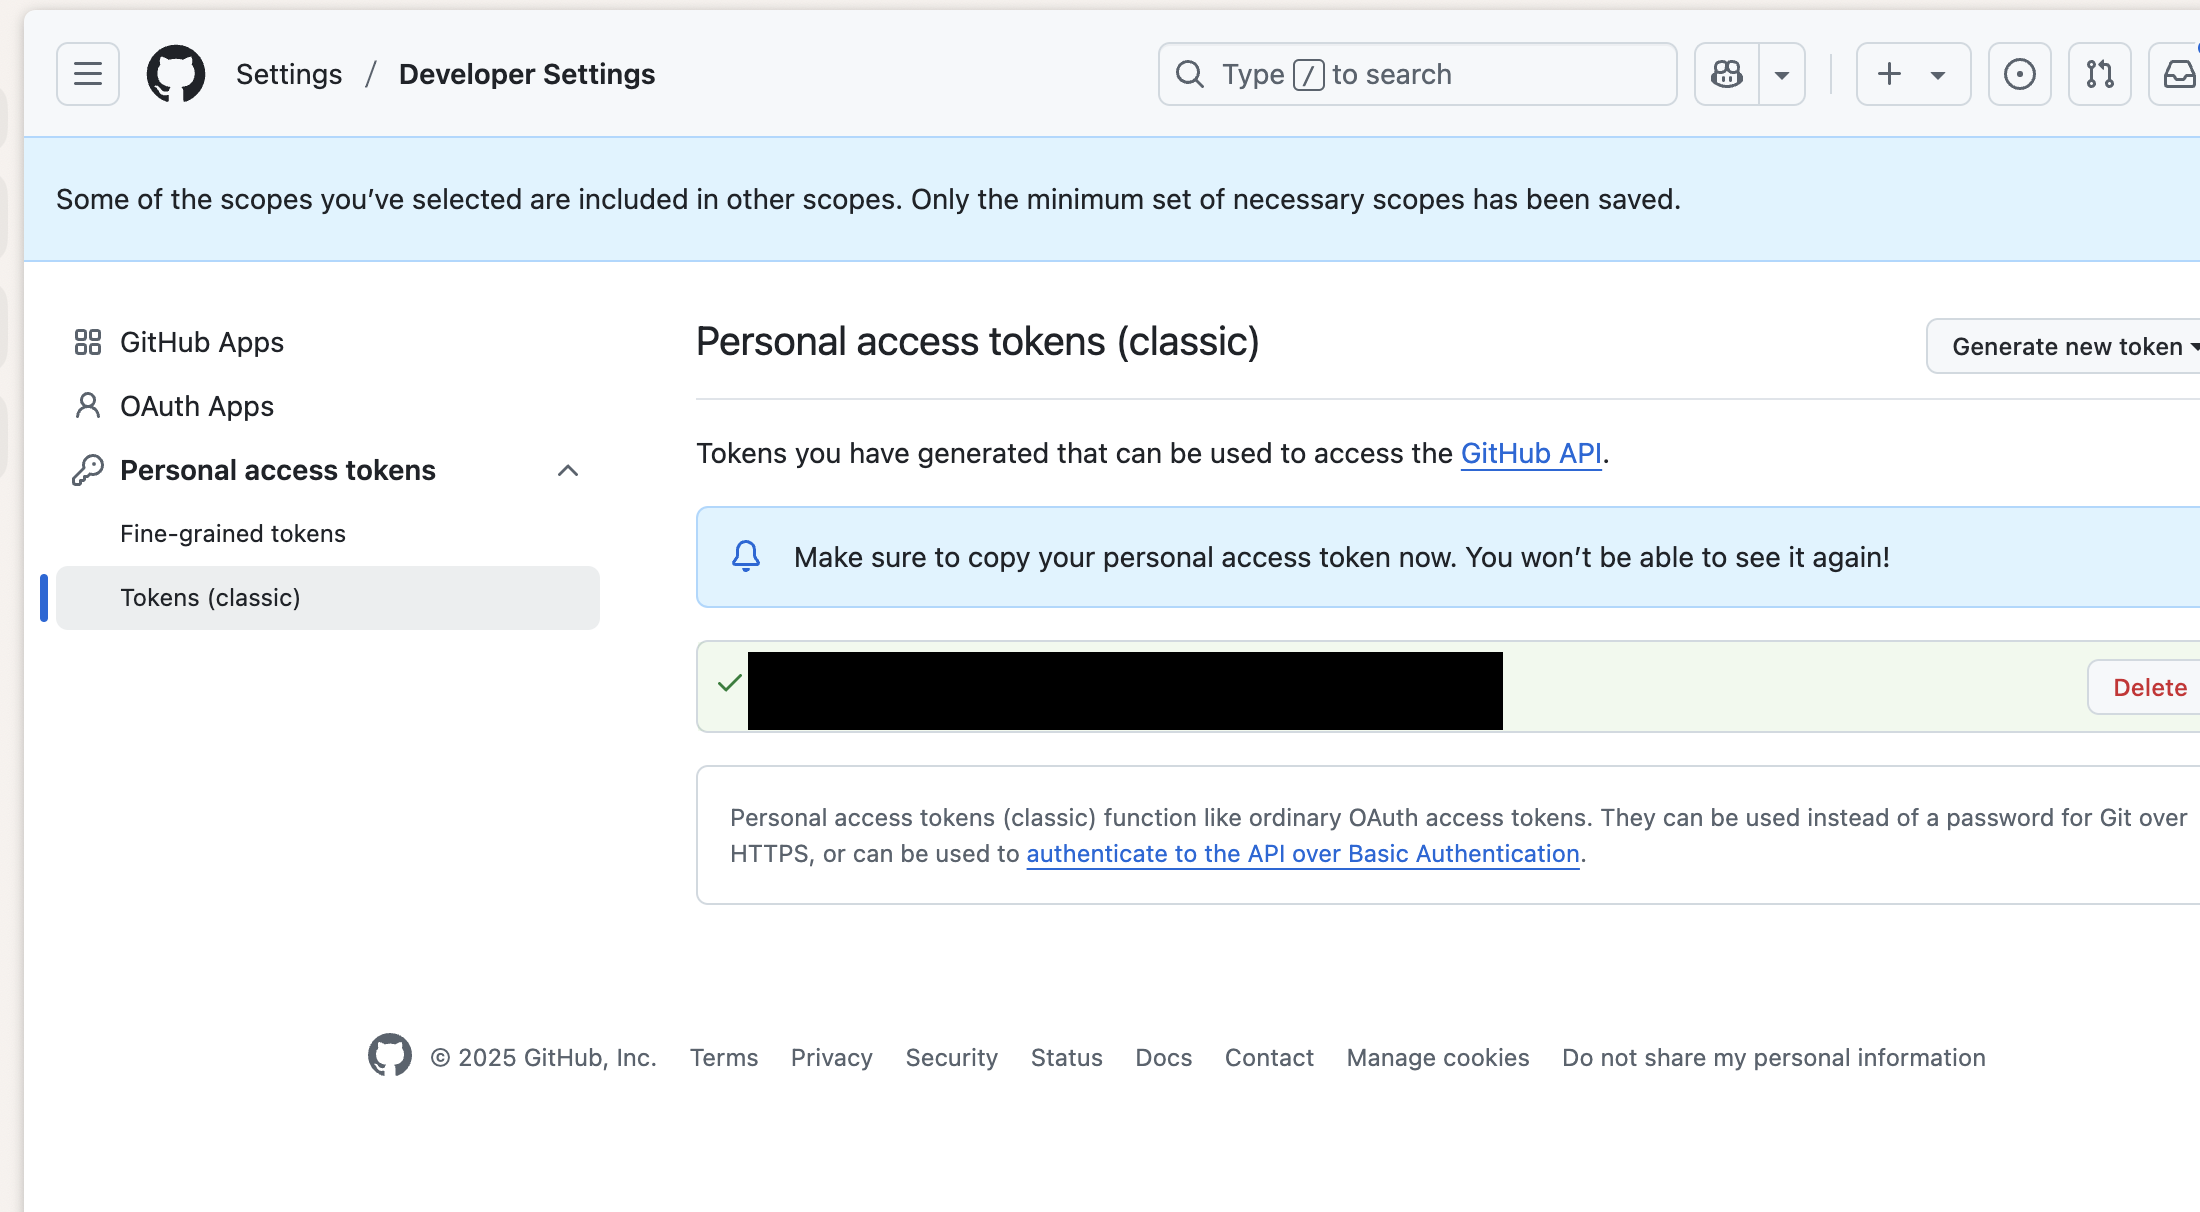 Settings / Developer Settings
Type / to search
Some of the scopes you’ve selected are included in other scopes. Only the minimum set of necessary scopes has been saved.
GitHub Apps
OAuth Apps
Personal access tokens
Fine-grained tokens
Tokens (classic)
Personal access tokens (classic)
Generate new token
Tokens you have generated that can be used to access the GitHub API.
Make sure to copy your personal access token now. You won’t be able to see it again!
Delete
Personal access tokens (classic) function like ordinary OAuth access tokens. They can be used instead of a password for Git over
HTTPS, or can be used to authenticate to the API over Basic Authentication.
© 2025 GitHub, Inc. Terms Privacy Security Status Docs Contact Manage cookies Do not share my personal information